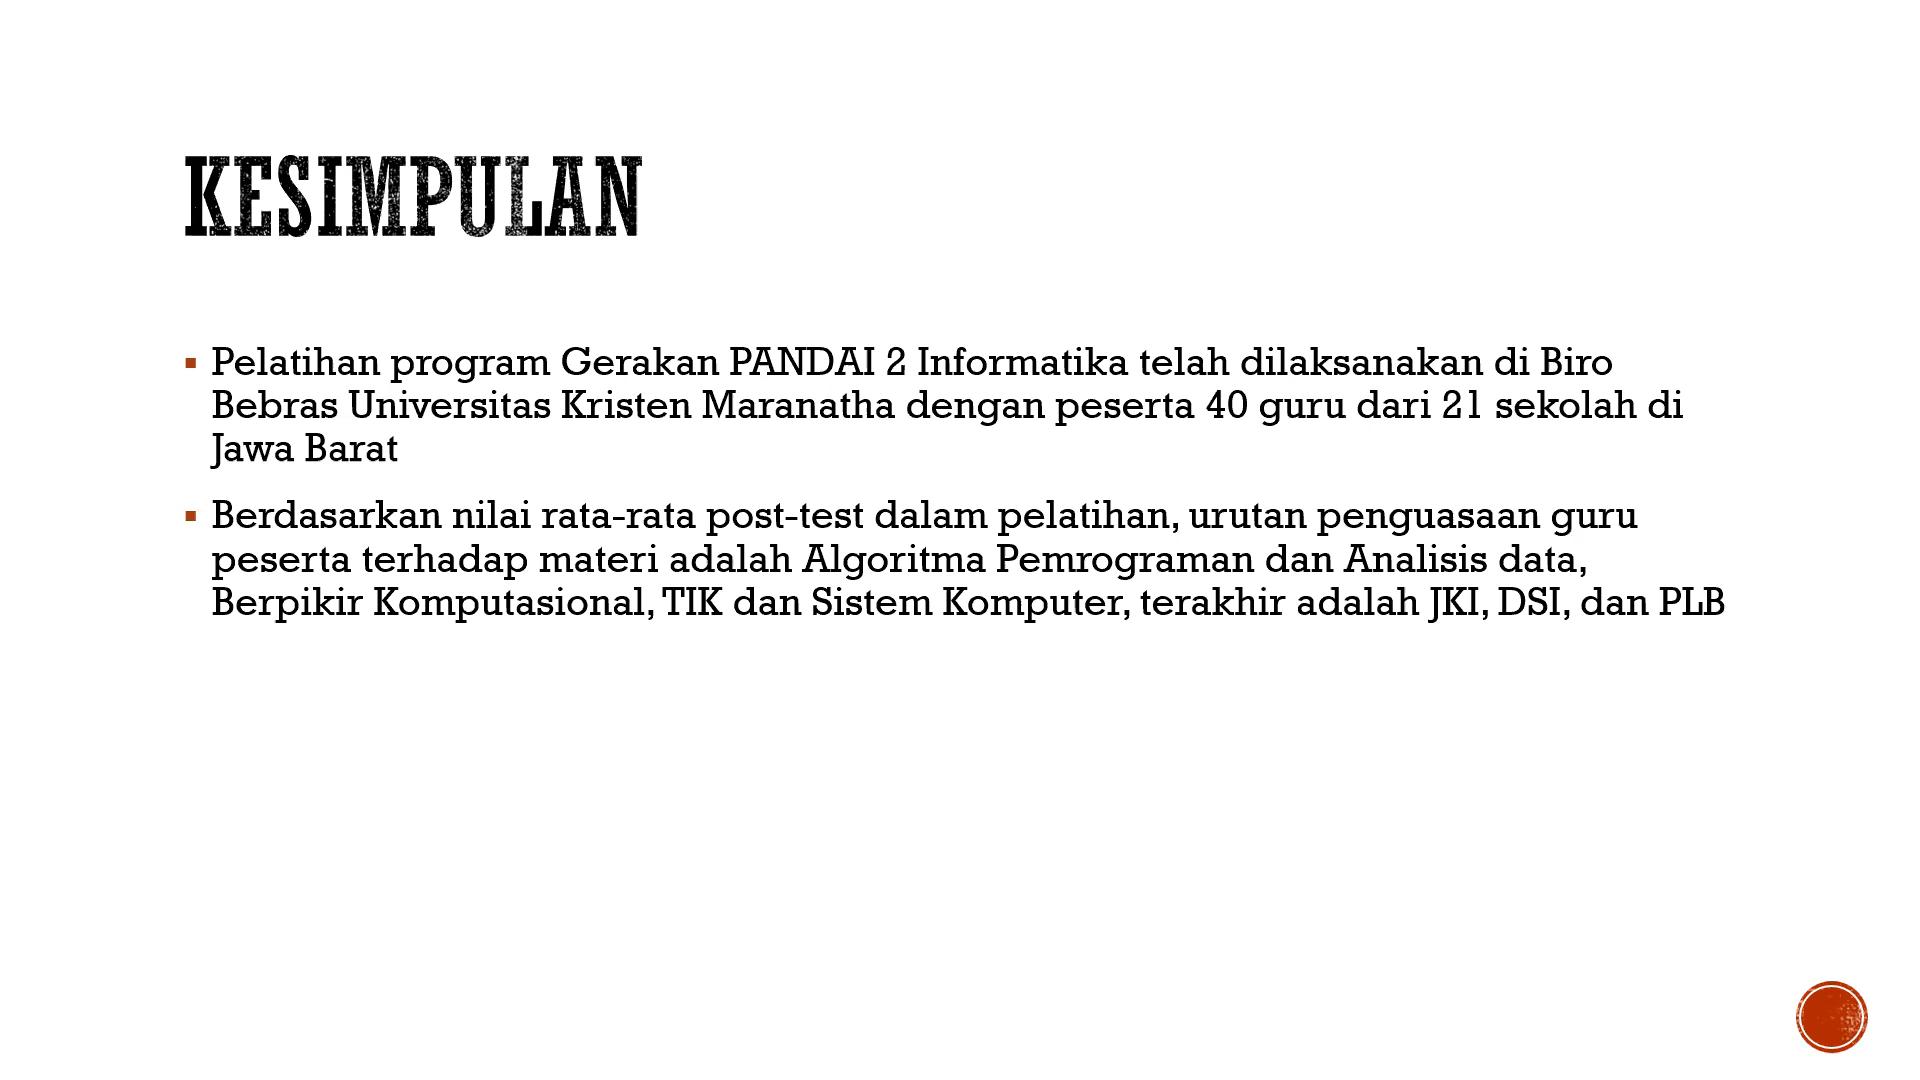 KESIMPULAN
Pelatihan program Gerakan PANDAI 2 Informatika telah dilaksanakan di Biro
Bebras Universitas Kristen Maranatha dengan peserta 40 guru dari 21 sekolah di
Jawa Barat
Berdasarkan nilai rata-rata post-test dalam pelatihan, urutan penguasaan guru
peserta terhadap materi adalah Algoritma Pemrograman dan Analisis data,
Berpikir Komputasional, TIK dan Sistem Komputer, terakhir adalah JKI, DSI, dan PLB